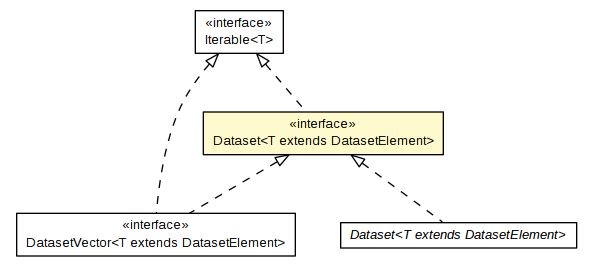 «interface»
Iterable<T>
«interface»
Dataset<T extends DatasetElement>
«interface»
DatasetVector<T extends DatasetElement>
Dataset<T extends DatasetElement>